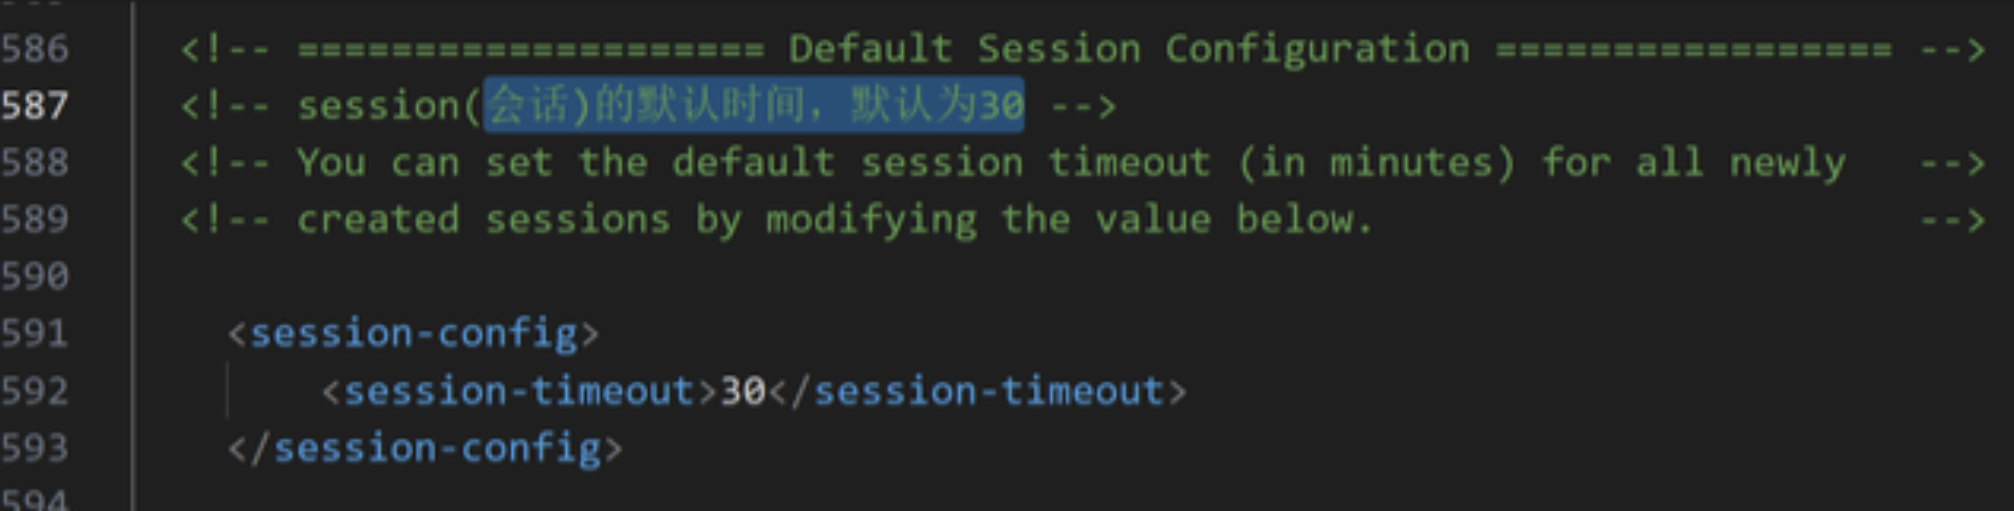 586 <!-- ==================== Default Session Configuration ================= -->
587 <!-- session(会话)的默认时间，默认为30 -->
588 <!-- You can set the default session timeout (in minutes) for all newly   -->
589 <!-- created sessions by modifying the value below.                       -->
590
591 <session-config>
592 <session-timeout>30</session-timeout>
593 </session-config>
594